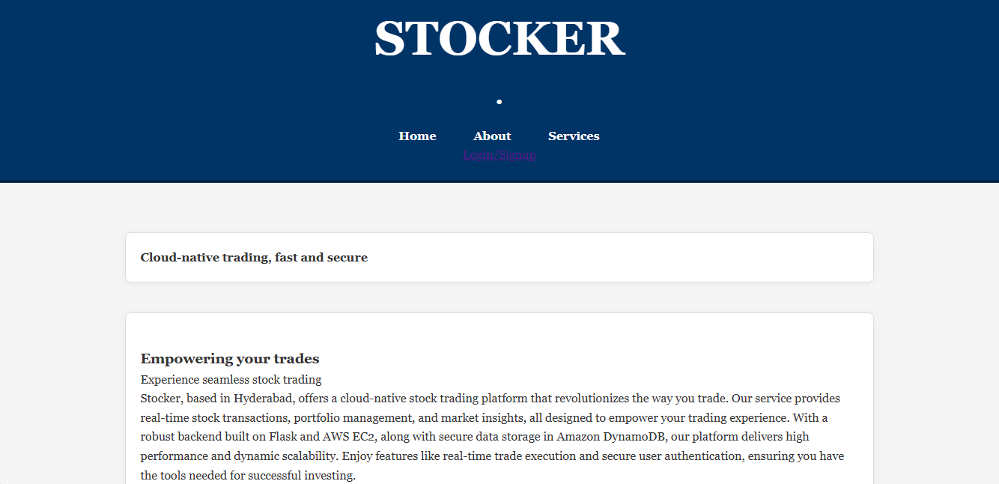 STOCKER
.
Home About Services
Login/Signup
Cloud-native trading, fast and secure
Empowering your trades
Experience seamless stock trading
Stocker, based in Hyderabad, offers a cloud-native stock trading platform that revolutionizes the way you trade. Our service provides
real-time stock transactions, portfolio management, and market insights, all designed to empower your trading experience. With a
robust backend built on Flask and AWS EC2, along with secure data storage in Amazon DynamoDB, our platform delivers high
performance and dynamic scalability. Enjoy features like real-time trade execution and secure user authentication, ensuring you have
the tools needed for successful investing.